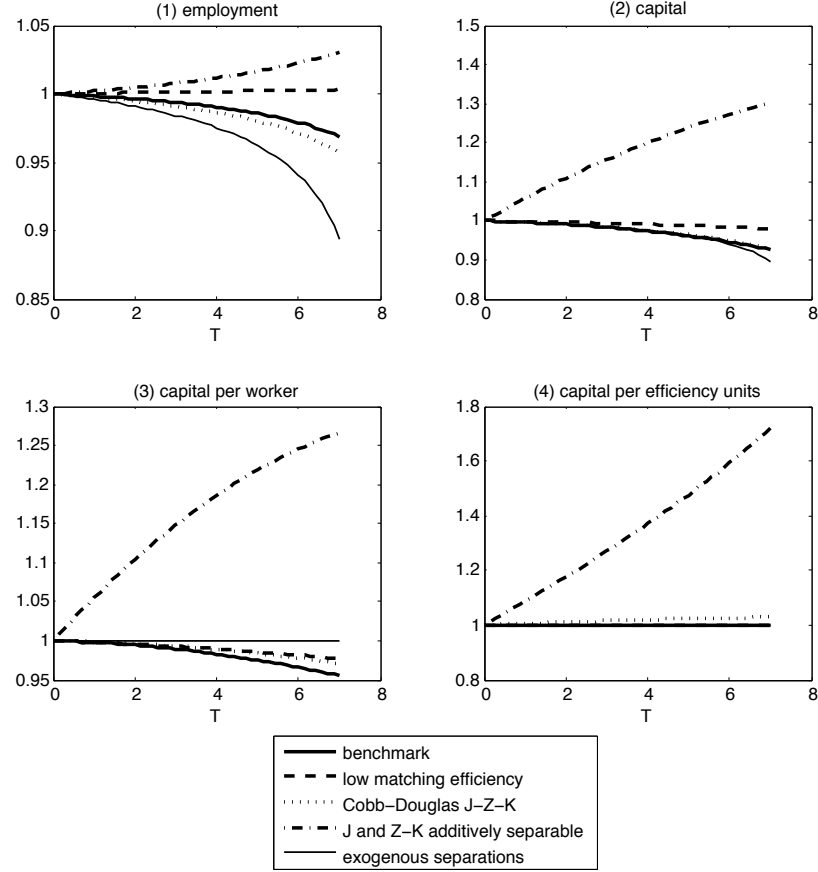 (1) employment
1.05
1
0.95
0.9
0.85
0 2 4 6 8
T
(2) capital
1.5
1.4
1.3
1.2
1.1
1
0.9
0.8
0 2 4 6 8
T
(3) capital per worker
1.3
1.25
1.2
1.15
1.1
1.05
1
0.95
0 2 4 6 8
T
(4) capital per efficiency units
1.8
1.6
1.4
1.2
1
0.8
0 2 4 6 8
T
benchmark
low matching efficiency
Cobb−Douglas J−Z−K
J and Z−K additively separable
exogenous separations